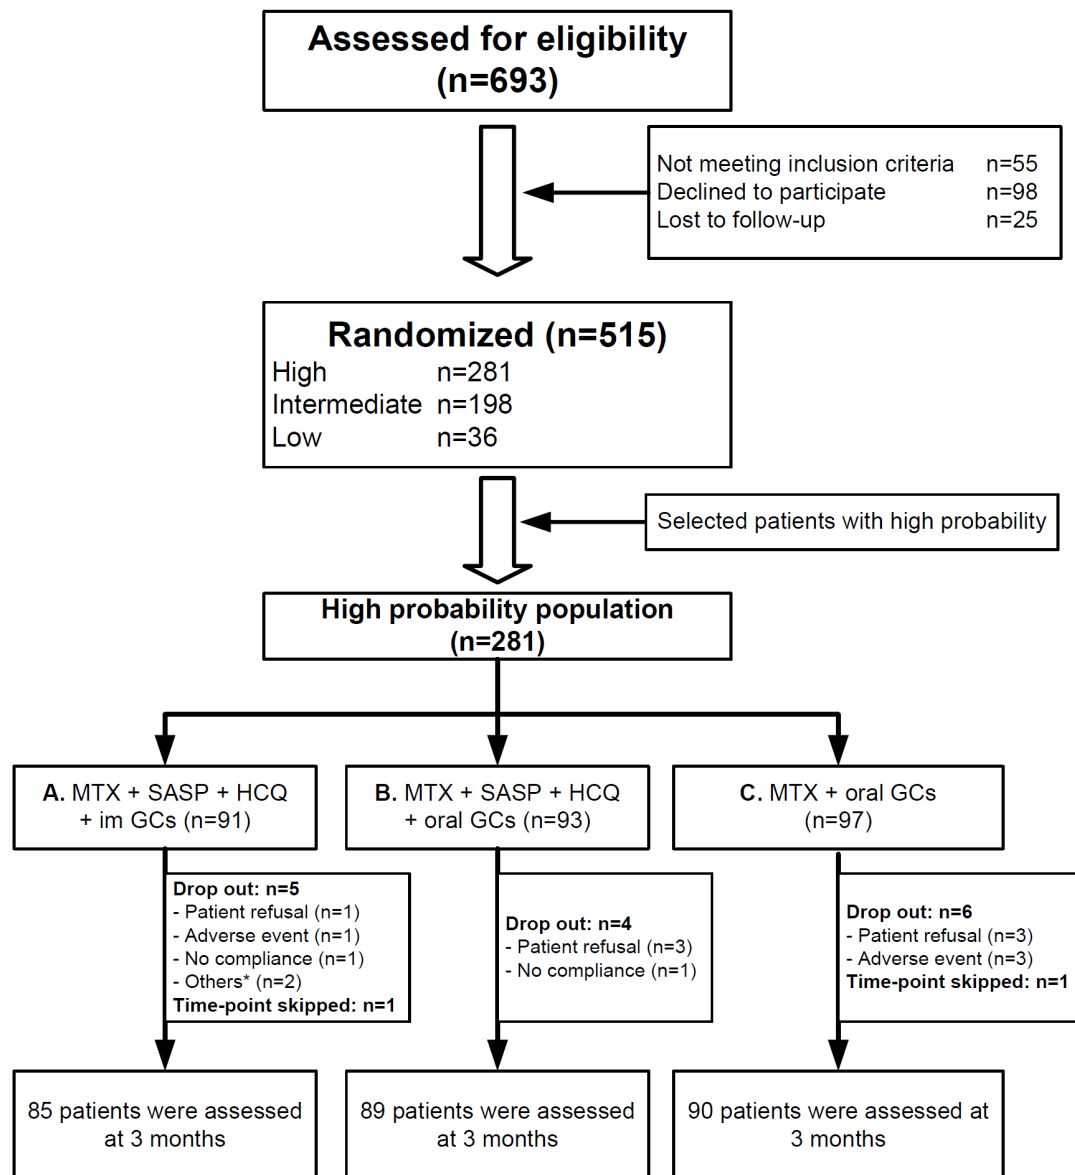 Assessed for eligibility
(n=693)
Not meeting inclusion criteria n=55
Declined to participate n=98
Lost to follow-up n=25
Randomized (n=515)
High n=281
Intermediate n=198
Low n=36
Selected patients with high probability
High probability population
(n=281)
A. MTX + SASP + HCQ
+ im GCs (n=91)
B. MTX + SASP + HCQ
+ oral GCs (n=93)
C. MTX + oral GCs
(n=97)
Drop out: n=5
- Patient refusal (n=1)
- Adverse event (n=1)
- No compliance (n=1)
- Others* (n=2)
Time-point skipped: n=1
Drop out: n=4
- Patient refusal (n=3)
- No compliance (n=1)
Drop out: n=6
- Patient refusal (n=3)
- Adverse event (n=3)
Time-point skipped: n=1
85 patients were assessed
at 3 months
89 patients were assessed
at 3 months
90 patients were assessed at
3 months